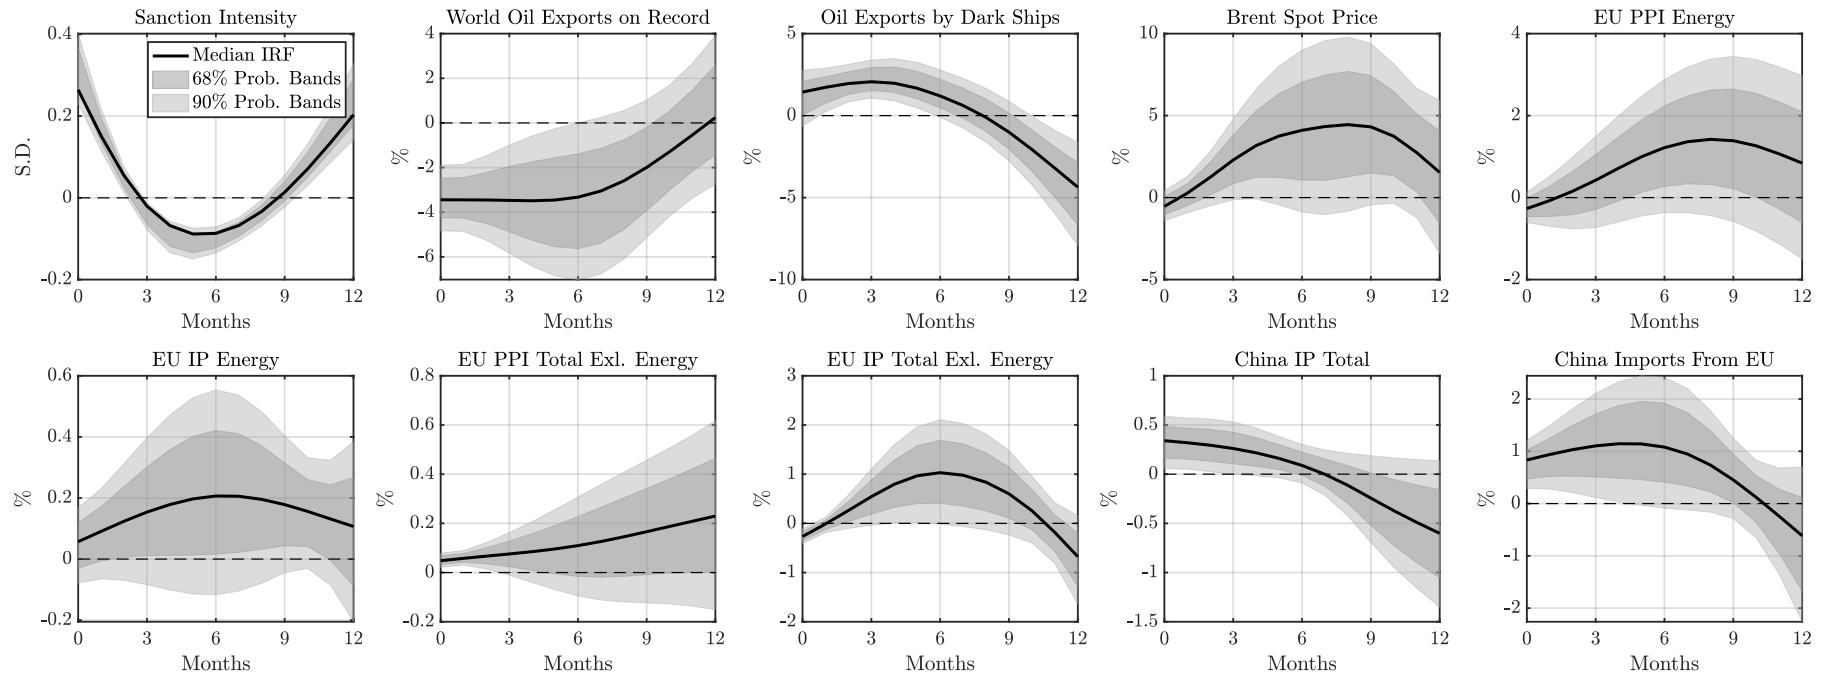 Sanction Intensity
S.D.
0.4
0.2
0
-0.2
0 3 6 9 12
Months
Median IRF
68% Prob. Bands
90% Prob. Bands
World Oil Exports on Record
%
4
2
0
-2
-4
-6
0 3 6 9 12
Months
Oil Exports by Dark Ships
%
5
0
-5
-10
0 3 6 9 12
Months
Brent Spot Price
%
10
5
0
-5
0 3 6 9 12
Months
EU PPI Energy
%
4
2
0
-2
0 3 6 9 12
Months
EU IP Energy
%
0.6
0.4
0.2
0
-0.2
0 3 6 9 12
Months
EU PPI Total Exl. Energy
%
0.8
0.6
0.4
0.2
0
-0.2
0 3 6 9 12
Months
EU IP Total Exl. Energy
%
3
2
1
0
-1
-2
0 3 6 9 12
Months
China IP Total
%
1
0.5
0
-0.5
-1
-1.5
0 3 6 9 12
Months
China Imports From EU
%
2
1
0
-1
-2
0 3 6 9 12
Months